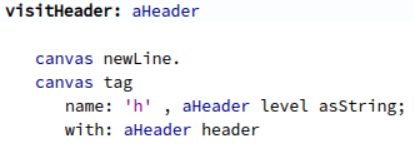 visitHeader: aHeader
canvas newLine.
canvas tag
name: 'h' , aHeader level asString;
with: aHeader header